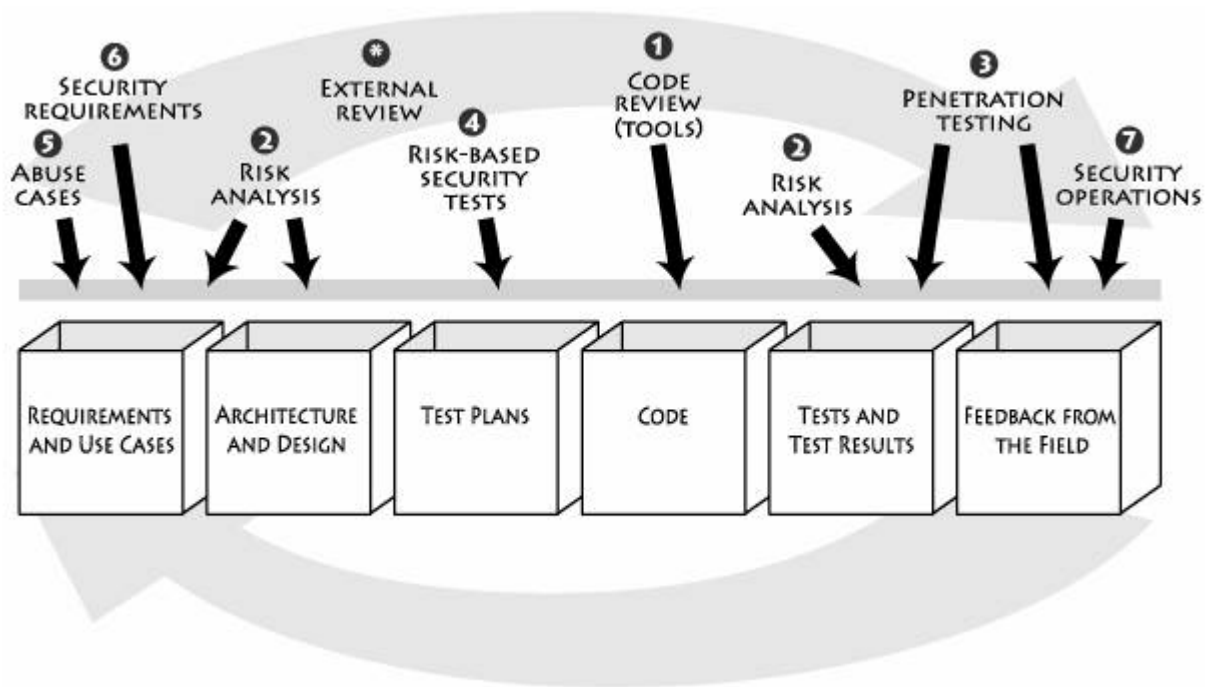 6
SECURITY
REQUIREMENTS
5
ABUSE
CASES
2
RISK
ANALYSIS
*
EXTERNAL
REVIEW
4
RISK-BASED
SECURITY
TESTS
1
CODE
REVIEW
(TOOLS)
2
RISK
ANALYSIS
3
PENETRATION
TESTING
7
SECURITY
OPERATIONS
REQUIREMENTS
AND USE CASES
ARCHITECTURE
AND DESIGN
TEST PLANS
CODE
TESTS AND
TEST RESULTS
FEEDBACK FROM
THE FIELD